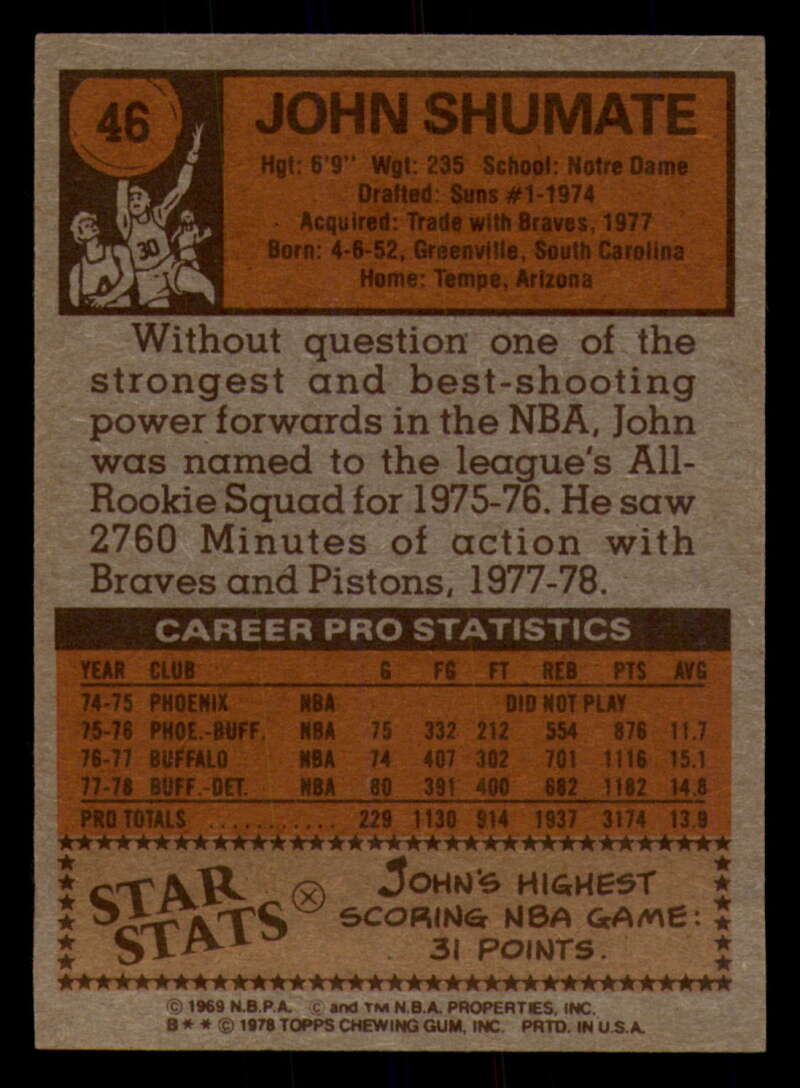 46
JOHN SHUMATE
Hgt: 6'9" Wgt: 235 School: Notre Dame
Drafted: Suns #1-1974
Acquired: Trade with Braves, 1977
Born: 4-6-52, Greenville, South Carolina
Home: Tempe, Arizona
30
Without question one of the
strongest and best-shooting
power forwards in the NBA, John
was named to the league's All-
Rookie Squad for 1975-76. He saw
2760 Minutes of action with
Braves and Pistons, 1977-78.
CAREER PRO STATISTICS
YEAR CLUB G FG FT REB PTS AVG
74-75 PHOENIX NBA DID NOT PLAY
75-76 PHOE.-BUFF. NBA 75 332 212 554 876 11.7
76-77 BUFFALO NBA 74 407 302 701 1116 15.1
77-78 BUFF.-DET. NBA 80 391 400 682 1182 14.8
PRO TOTALS ............ 229 1130 914 1937 3174 13.9
STAR
STATS
JOHN'S HIGHEST
SCORING NBA GAME:
31 POINTS.
© 1969 N.B.P.A. © and TM N.B.A. PROPERTIES, INC.
B * * © 1978 TOPPS CHEWING GUM, INC. PRTD. IN U.S.A.